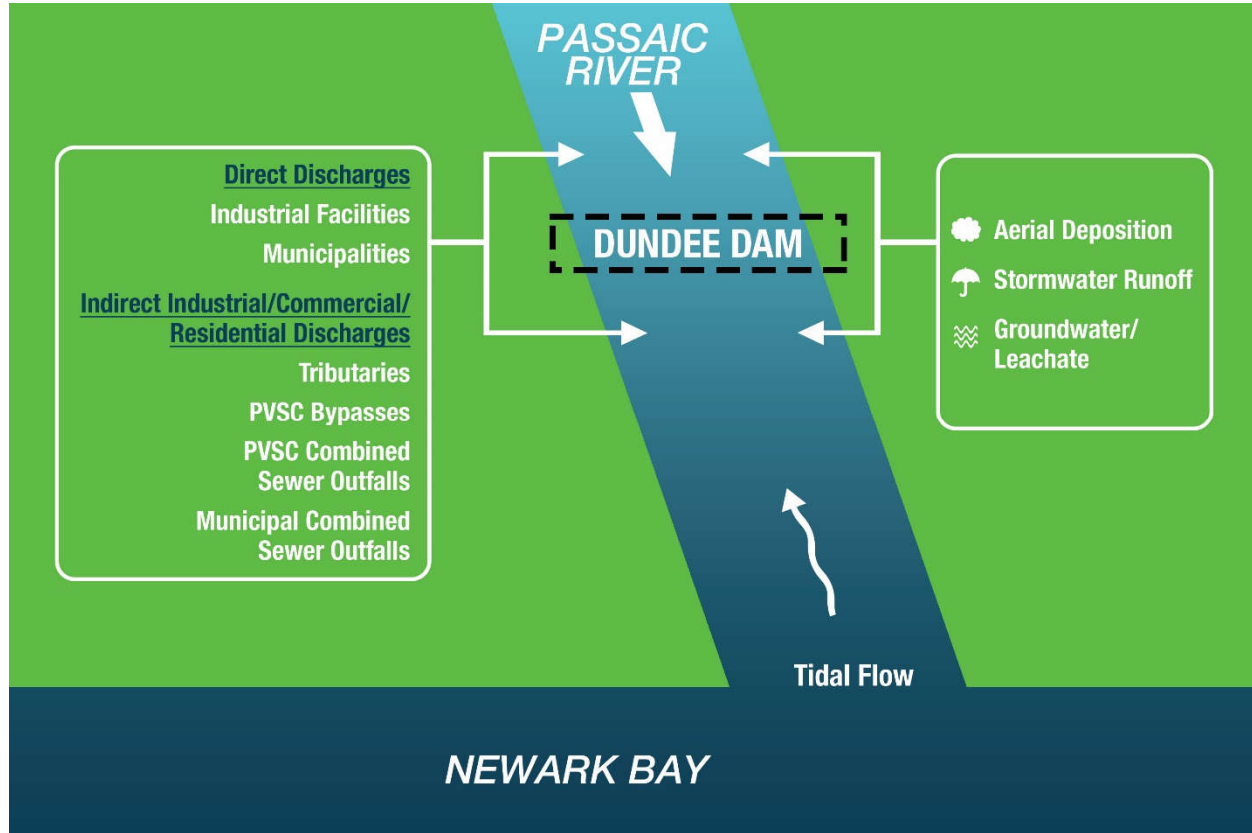 PASSAIC
RIVER
Direct Discharges
Industrial Facilities
Municipalities
Indirect Industrial/Commercial/
Residential Discharges
Tributaries
PVSC Bypasses
PVSC Combined
Sewer Outfalls
Municipal Combined
Sewer Outfalls
DUNDEE DAM
Aerial Deposition
Stormwater Runoff
Groundwater/
Leachate
Tidal Flow
NEWARK BAY